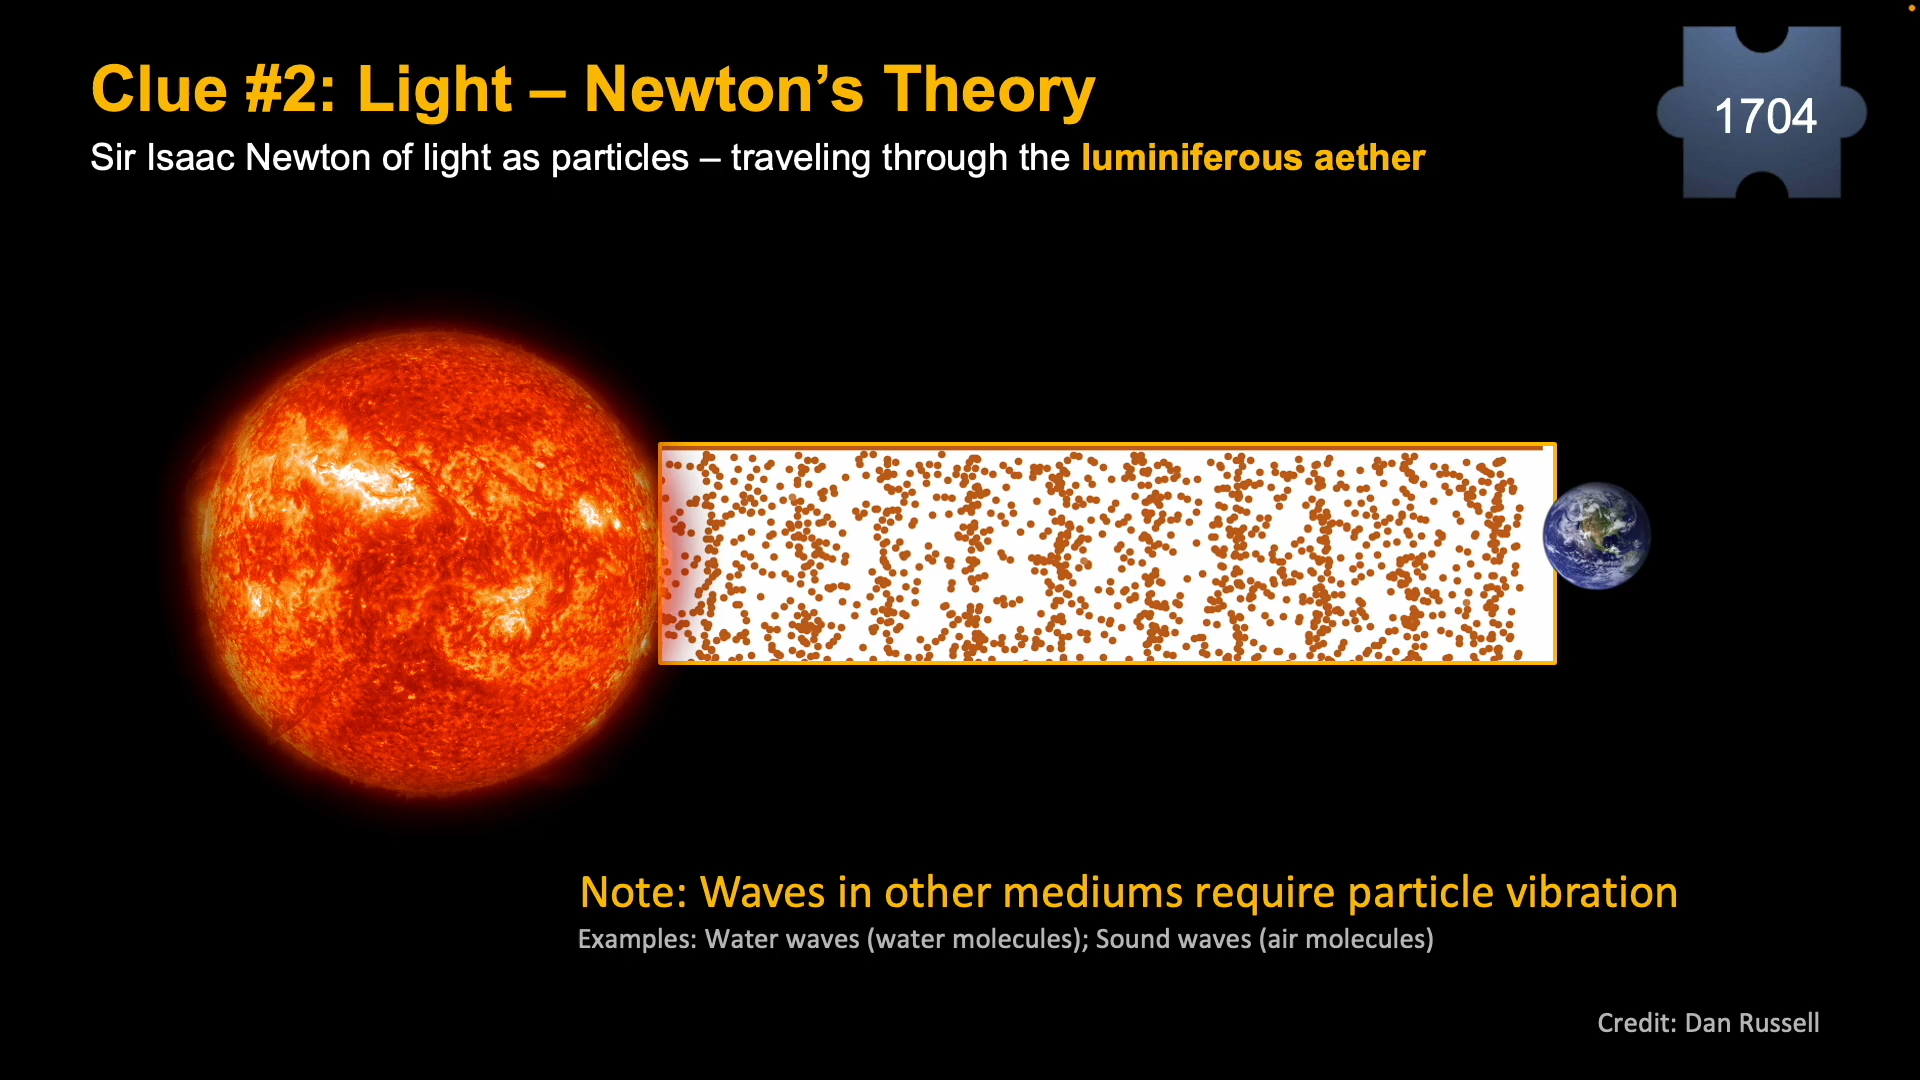 Clue #2: Light – Newton’s Theory
Sir Isaac Newton of light as particles – traveling through the luminiferous aether
1704
Note: Waves in other mediums require particle vibration
Examples: Water waves (water molecules); Sound waves (air molecules)
Credit: Dan Russell